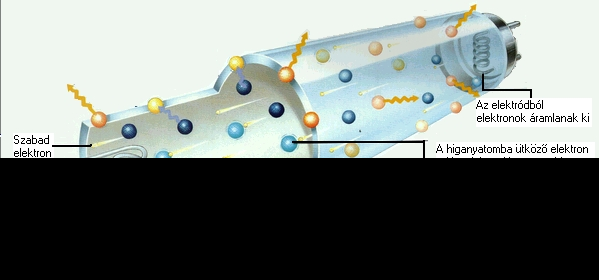 Az elektródból
elektronok áramlanak ki
Szabad
elektron
A higanyatomba ütköző elektron